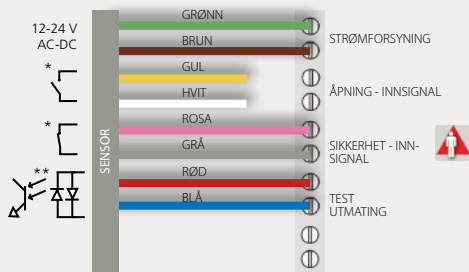 12-24 V
AC-DC
*
*
**
SENSOR
GRØNN
BRUN
GUL
HVIT
ROSA
GRÅ
RØD
BLÅ
STRØMFORSYNING
ÅPNING - INNSIGNAL
SIKKERHET - INN-
SIGNAL
TEST
UTMATING